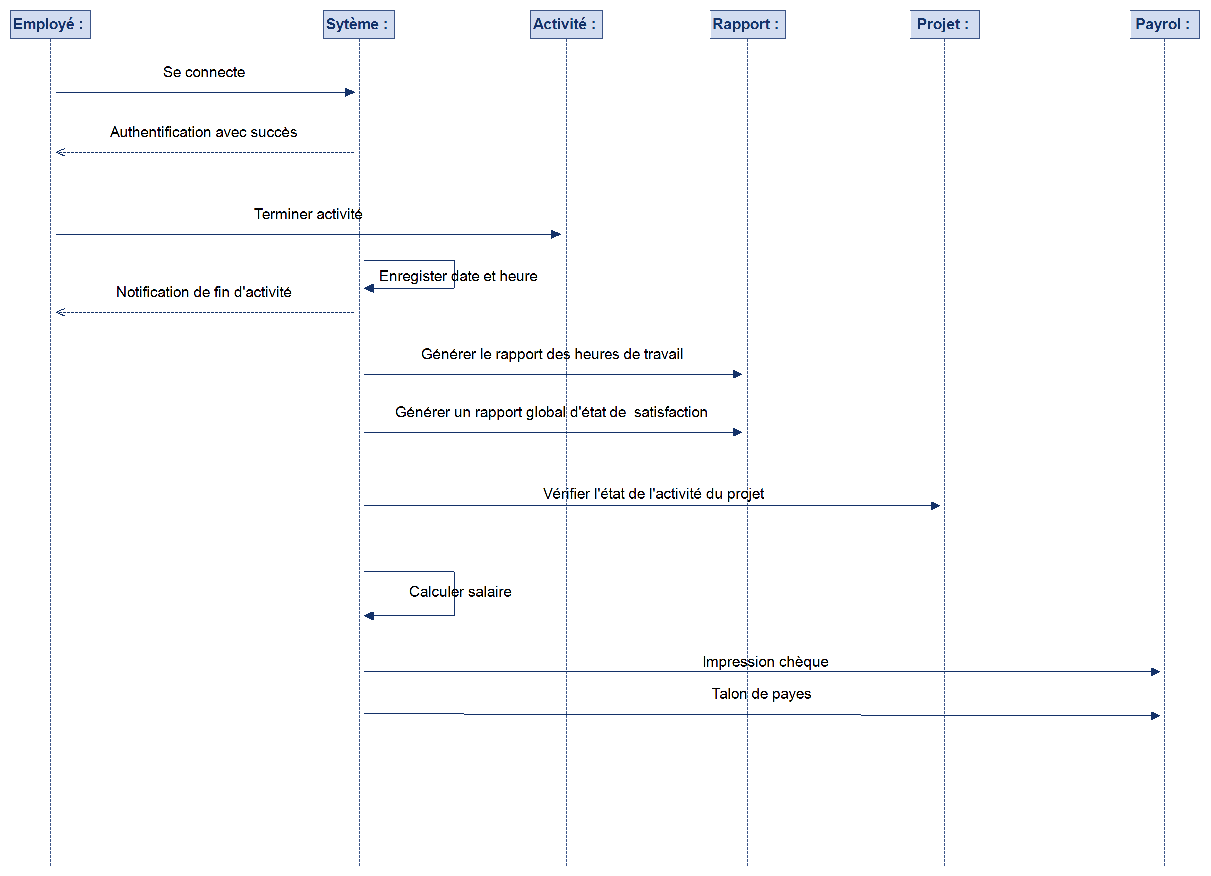 Employé :
Sytème :
Activité :
Rapport :
Projet :
Payrol :
Se connecte
Authentification avec succès
Terminer activité
Enregister date et heure
Notification de fin d'activité
Générer le rapport des heures de travail
Générer un rapport global d'état de  satisfaction
Vérifier l'état de l'activité du projet
Calculer salaire
Impression chèque
Talon de payes